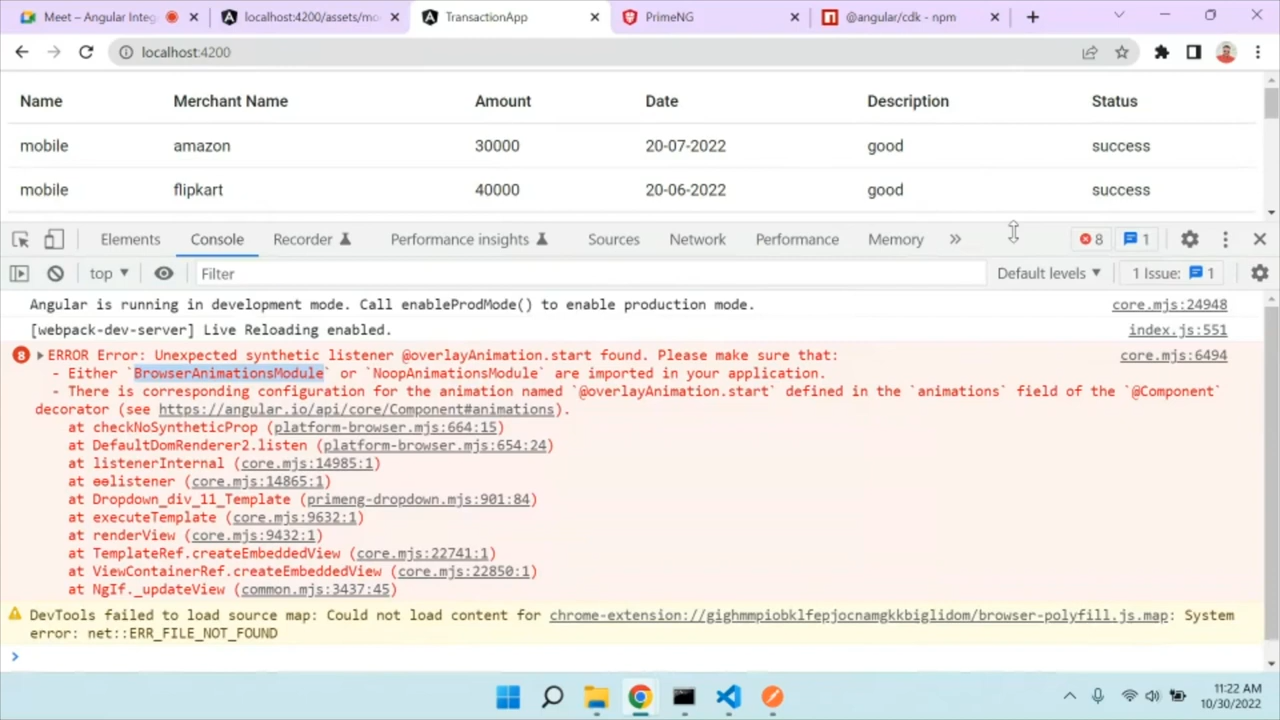 Meet – Angular Integ
localhost:4200/assets/mo
TransactionApp
PrimeNG
@angular/cdk - npm
localhost:4200
Name Merchant Name Amount Date Description Status
mobile amazon 30000 20-07-2022 good success
mobile flipkart 40000 20-06-2022 good success
Elements Console Recorder Performance insights Sources Network Performance Memory 8 1
top Filter Default levels 1 Issue: 1
Angular is running in development mode. Call enableProdMode() to enable production mode. core.mjs:24948
[webpack-dev-server] Live Reloading enabled. index.js:551
8 ERROR Error: Unexpected synthetic listener @overlayAnimation.start found. Please make sure that: core.mjs:6494
- Either `BrowserAnimationsModule` or `NoopAnimationsModule` are imported in your application.
- There is corresponding configuration for the animation named `@overlayAnimation.start` defined in the `animations` field of the `@Component`
decorator (see https://angular.io/api/core/Component#animations).
at checkNoSyntheticProp (platform-browser.mjs:664:15)
at DefaultDomRenderer2.listen (platform-browser.mjs:654:24)
at listenerInternal (core.mjs:14985:1)
at ɵɵlistener (core.mjs:14865:1)
at Dropdown_div_11_Template (primeng-dropdown.mjs:901:84)
at executeTemplate (core.mjs:9632:1)
at renderView (core.mjs:9432:1)
at TemplateRef.createEmbeddedView (core.mjs:22741:1)
at ViewContainerRef.createEmbeddedView (core.mjs:22850:1)
at NgIf._updateView (common.mjs:3437:45)
DevTools failed to load source map: Could not load content for chrome-extension://gighmmpiobklfepjocnamgkkbiglidom/browser-polyfill.js.map: System
error: net::ERR_FILE_NOT_FOUND
11:22 AM
10/30/2022